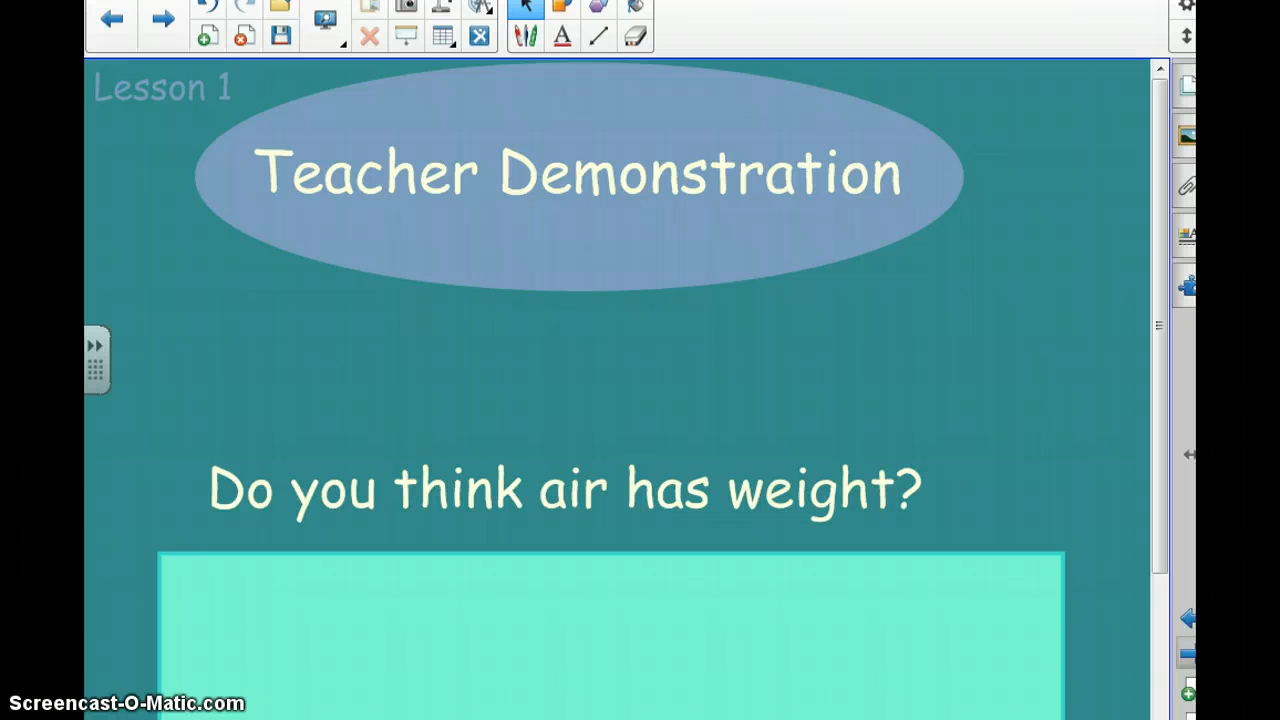 Lesson 1
Teacher Demonstration
Do you think air has weight?
Screencast-O-Matic.com